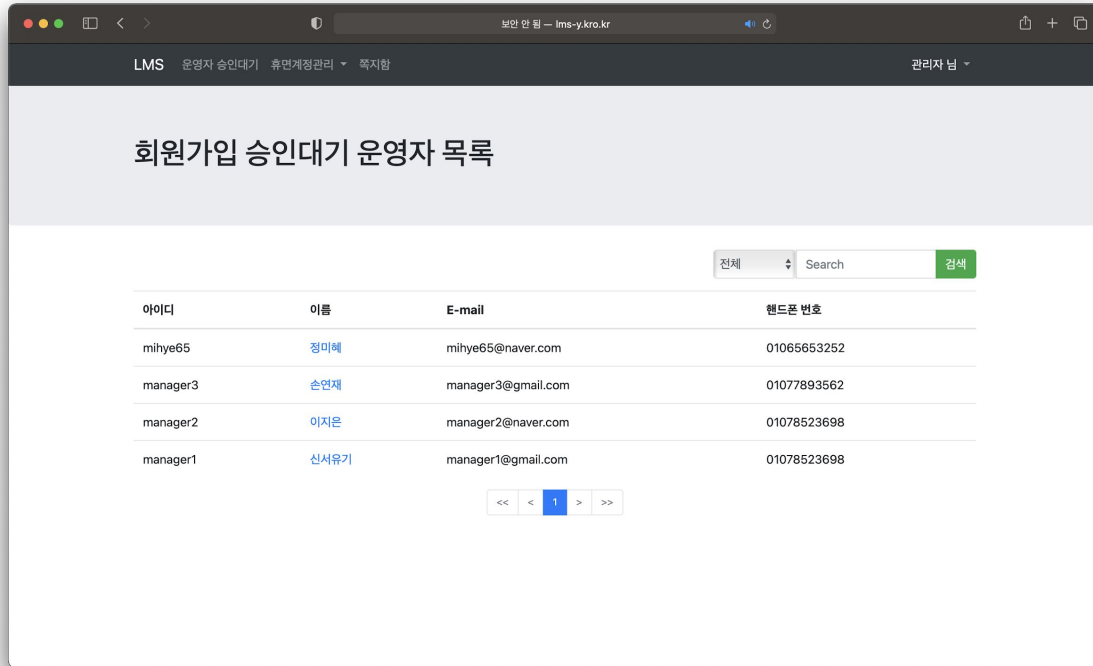 보안 안 됨 — lms-y.kro.kr
LMS 운영자 승인대기 휴면계정관리 쪽지함 관리자 님
회원가입 승인대기 운영자 목록
전체 Search 검색
아이디 이름 E-mail 핸드폰 번호
mihye65 정미혜 mihye65@naver.com 01065653252
manager3 손연재 manager3@gmail.com 01077893562
manager2 이지은 manager2@naver.com 01078523698
manager1 신서유기 manager1@gmail.com 01078523698
<< < 1 > >>